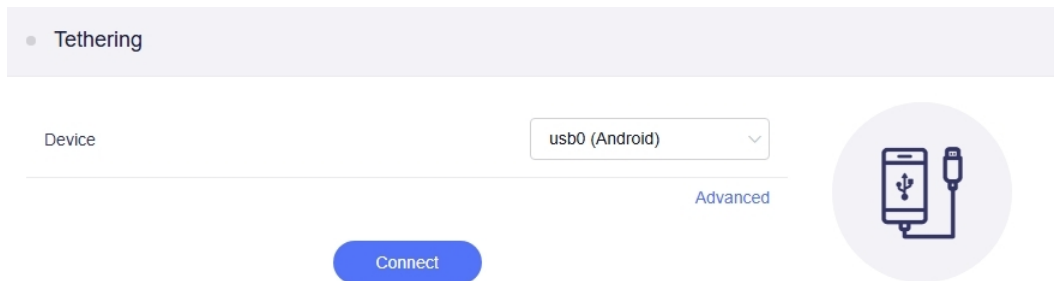 Tethering
Device
usb0 (Android)
Advanced
Connect